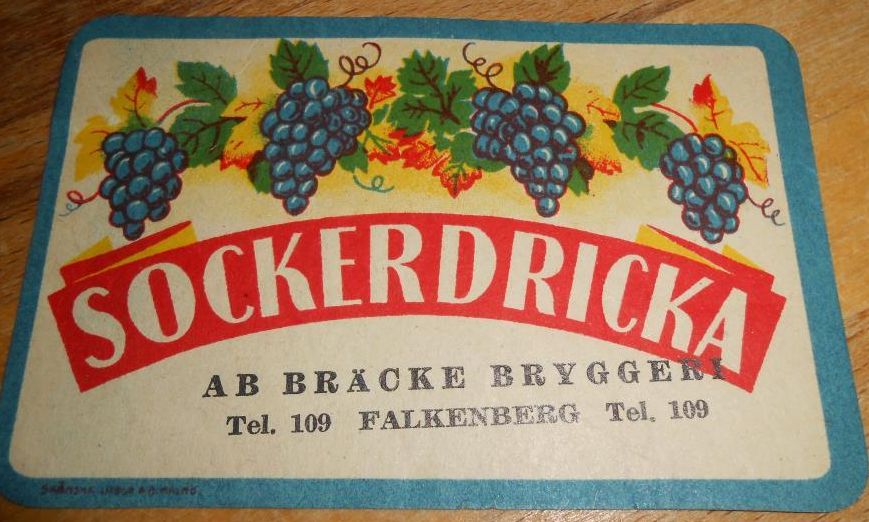 SOCKERDRICKA
AB BRÄCKE BRYGGERI
Tel. 109 FALKENBERG Tel. 109